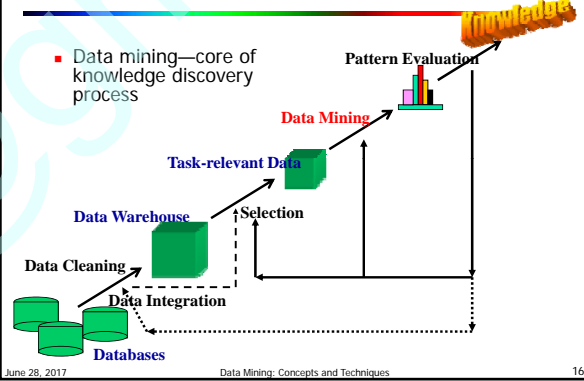 Knowledge
Data mining—core of
knowledge discovery
process
Pattern Evaluation
Data Mining
Task-relevant Data
Data Warehouse
Selection
Data Cleaning
Data Integration
Databases
June 28, 2017
Data Mining: Concepts and Techniques
16